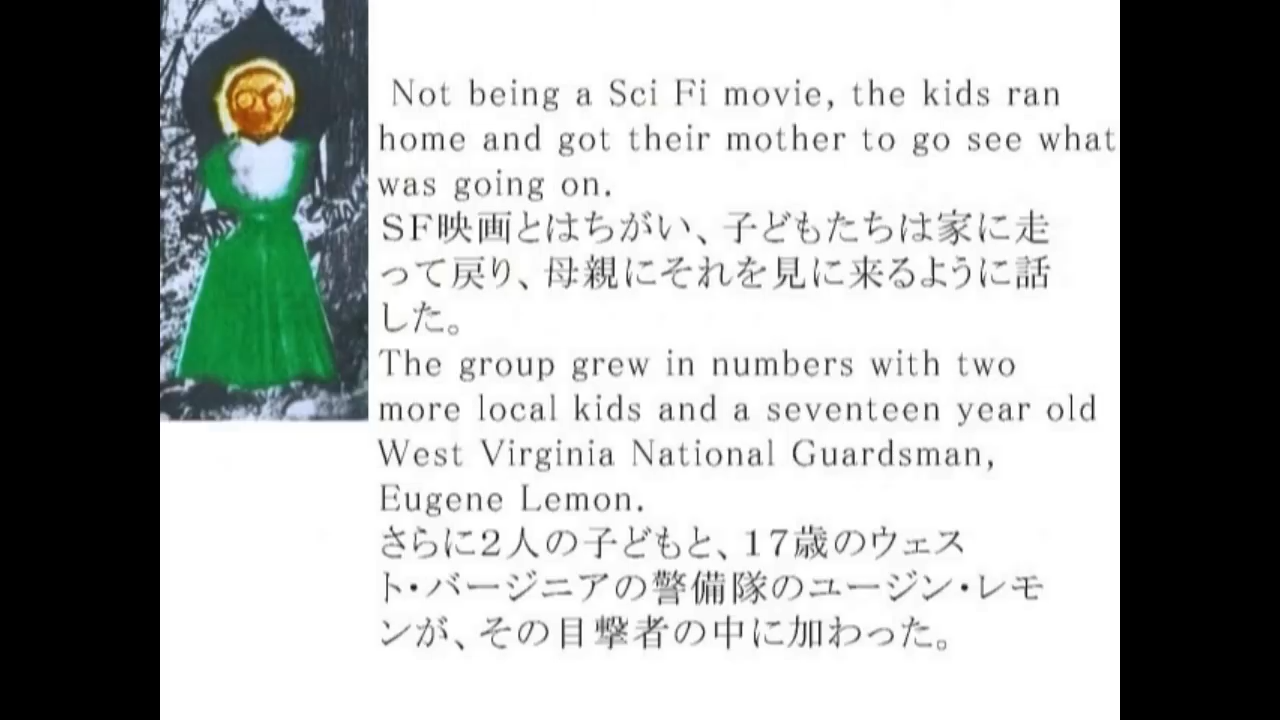 Not being a Sci Fi movie, the kids ran
home and got their mother to go see what
was going on.
ＳＦ映画とはちがい、子どもたちは家に走
って戻り、母親にそれを見に来るように話
した。
The group grew in numbers with two
more local kids and a seventeen year old
West Virginia National Guardsman,
Eugene Lemon.
さらに２人の子どもと、１７歳のウェス
ト・バージニアの警備隊のユージン・レモ
ンが、その目撃者の中に加わった。